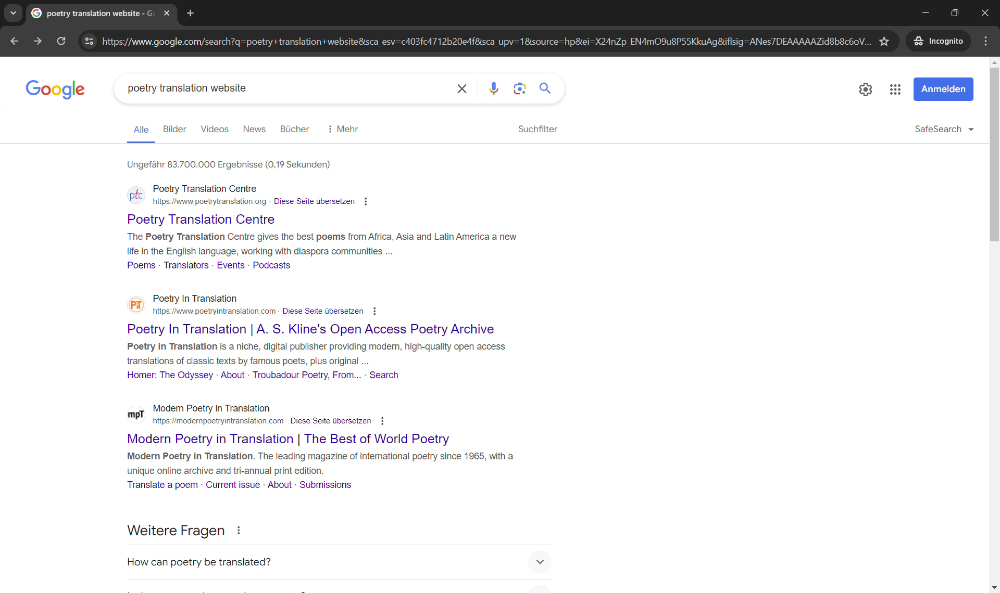 poetry translation website - Go
https://www.google.com/search?q=poetry+translation+website&sca_esv=c403fc4712b20e4f&sca_upv=1&source=hp&ei=X24nZp_EN4mO9u8P55KkuAg&iflsig=ANes7DEAAAAAZid8b8c6oV...
Incognito
Google
poetry translation website
Anmelden
Alle Bilder Videos News Bücher Mehr Suchfilter SafeSearch
Ungefähr 83.700.000 Ergebnisse (0,19 Sekunden)
ptc
Poetry Translation Centre
https://www.poetrytranslation.org · Diese Seite übersetzen
Poetry Translation Centre
The Poetry Translation Centre gives the best poems from Africa, Asia and Latin America a new
life in the English language, working with diaspora communities ...
Poems · Translators · Events · Podcasts
PiT
Poetry In Translation
https://www.poetryintranslation.com · Diese Seite übersetzen
Poetry In Translation | A. S. Kline's Open Access Poetry Archive
Poetry in Translation is a niche, digital publisher providing modern, high-quality open access
translations of classic texts by famous poets, plus original ...
Homer: The Odyssey · About · Troubadour Poetry, From... · Search
mpT
Modern Poetry in Translation
https://modernpoetryintranslation.com · Diese Seite übersetzen
Modern Poetry in Translation | The Best of World Poetry
Modern Poetry in Translation. The leading magazine of international poetry since 1965, with a
unique online archive and tri-annual print edition.
Translate a poem · Current issue · About · Submissions
Weitere Fragen
How can poetry be translated?